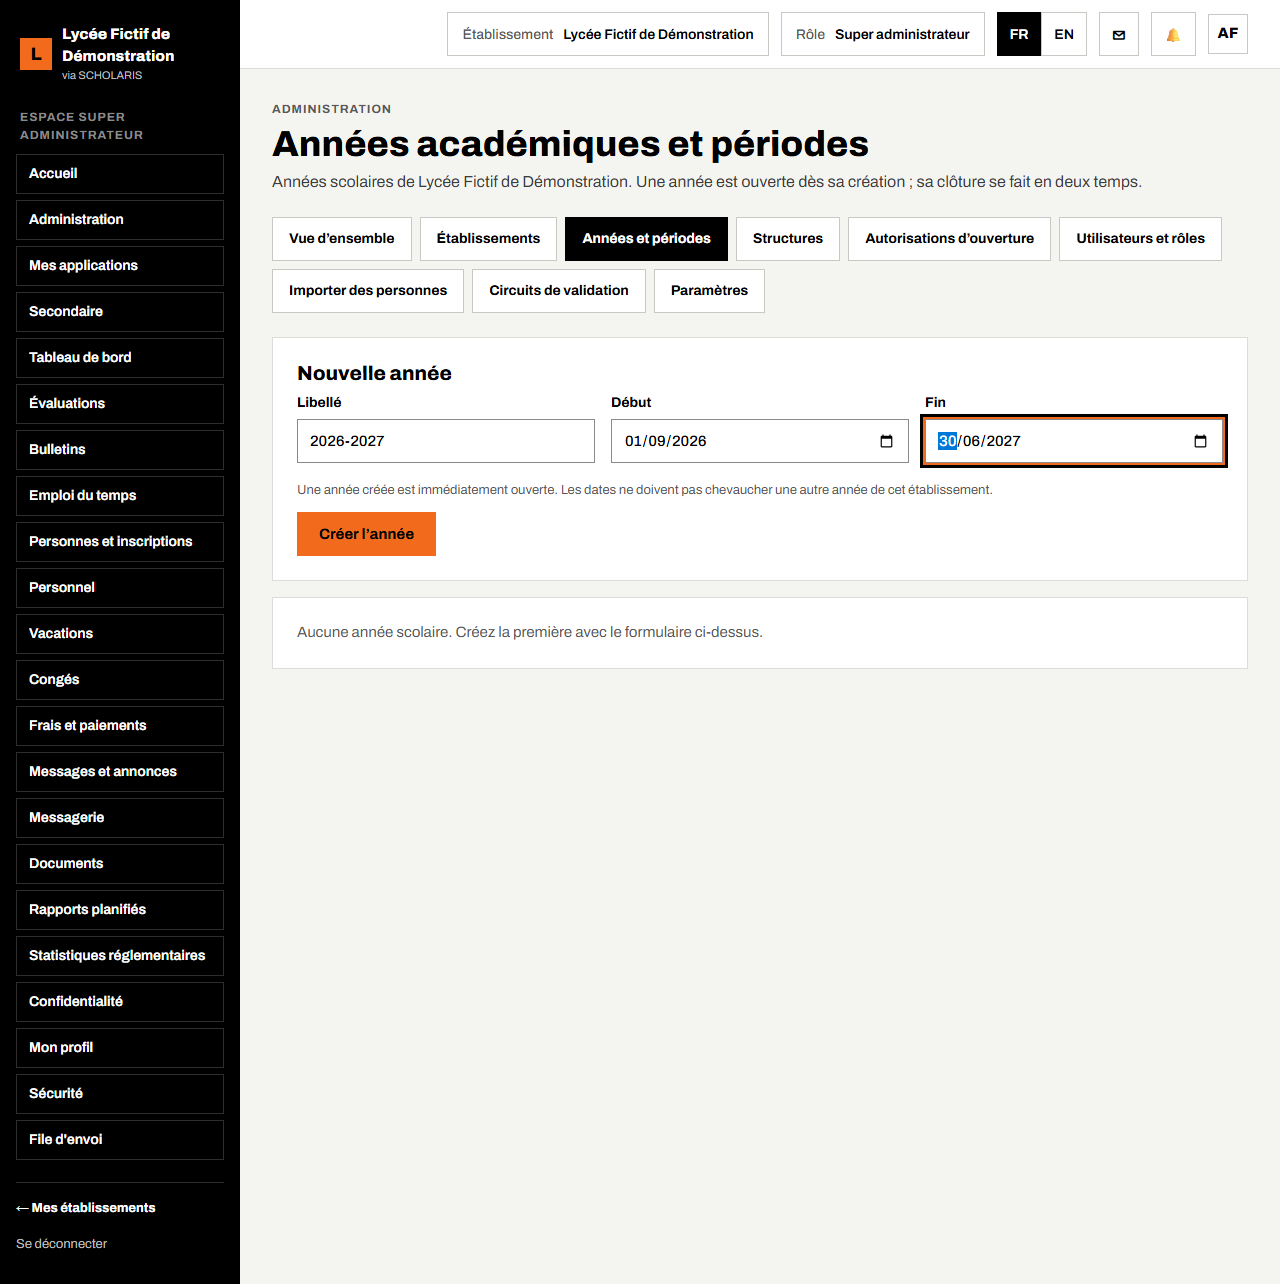 L
Lycée Fictif de
Démonstration
via SCHOLARIS
ESPACE SUPER
ADMINISTRATEUR
Accueil
Administration
Mes applications
Secondaire
Tableau de bord
Évaluations
Bulletins
Emploi du temps
Personnes et inscriptions
Personnel
Vacations
Congés
Frais et paiements
Messages et annonces
Messagerie
Documents
Rapports planifiés
Statistiques réglementaires
Confidentialité
Mon profil
Sécurité
File d'envoi
← Mes établissements
Se déconnecter
Établissement Lycée Fictif de Démonstration
Rôle Super administrateur
FR EN
AF
ADMINISTRATION
Années académiques et périodes
Années scolaires de Lycée Fictif de Démonstration. Une année est ouverte dès sa création ; sa clôture se fait en deux temps.
Vue d’ensemble
Établissements
Années et périodes
Structures
Autorisations d’ouverture
Utilisateurs et rôles
Importer des personnes
Circuits de validation
Paramètres
Nouvelle année
Libellé
Début
Fin
2026-2027
01/09/2026
30/06/2027
Une année créée est immédiatement ouverte. Les dates ne doivent pas chevaucher une autre année de cet établissement.
Créer l’année
Aucune année scolaire. Créez la première avec le formulaire ci-dessus.